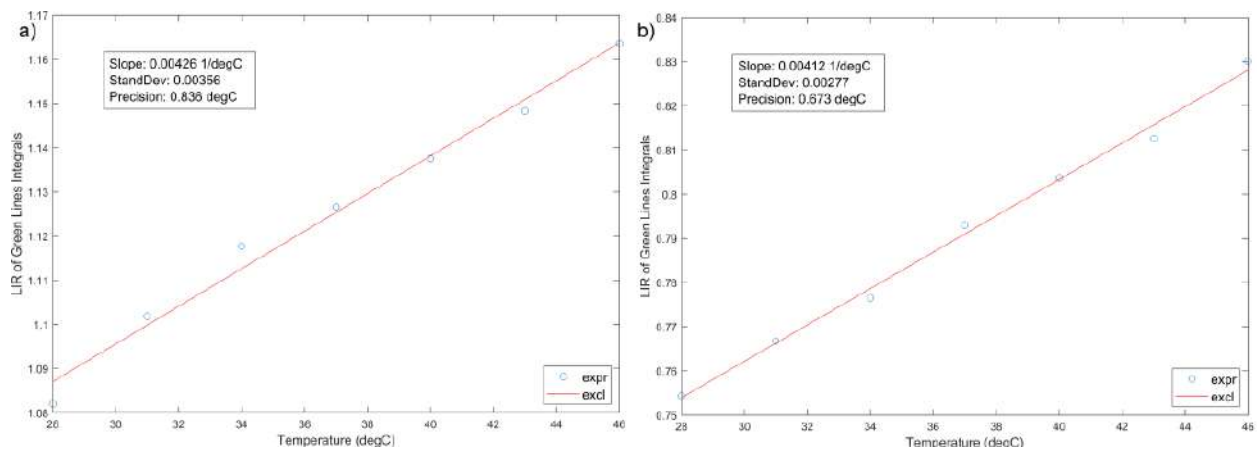 a)
Slope: 0.00426 1/degC
StandDev: 0.00356
Precision: 0.836 degC
LIR of Green Lines Integrals
1.17
1.16
1.15
1.14
1.13
1.12
1.11
1.1
1.09
1.08
expr
excl
28 30 32 34 36 38 40 42 44 46
Temperature (degC)
b)
Slope: 0.00412 1/degC
StandDev: 0.00277
Precision: 0.673 degC
LIR of Green Lines Integrals
0.84
0.83
0.82
0.81
0.8
0.79
0.78
0.77
0.76
0.75
expr
excl
28 30 32 34 36 38 40 42 44 46
Temperature (degC)